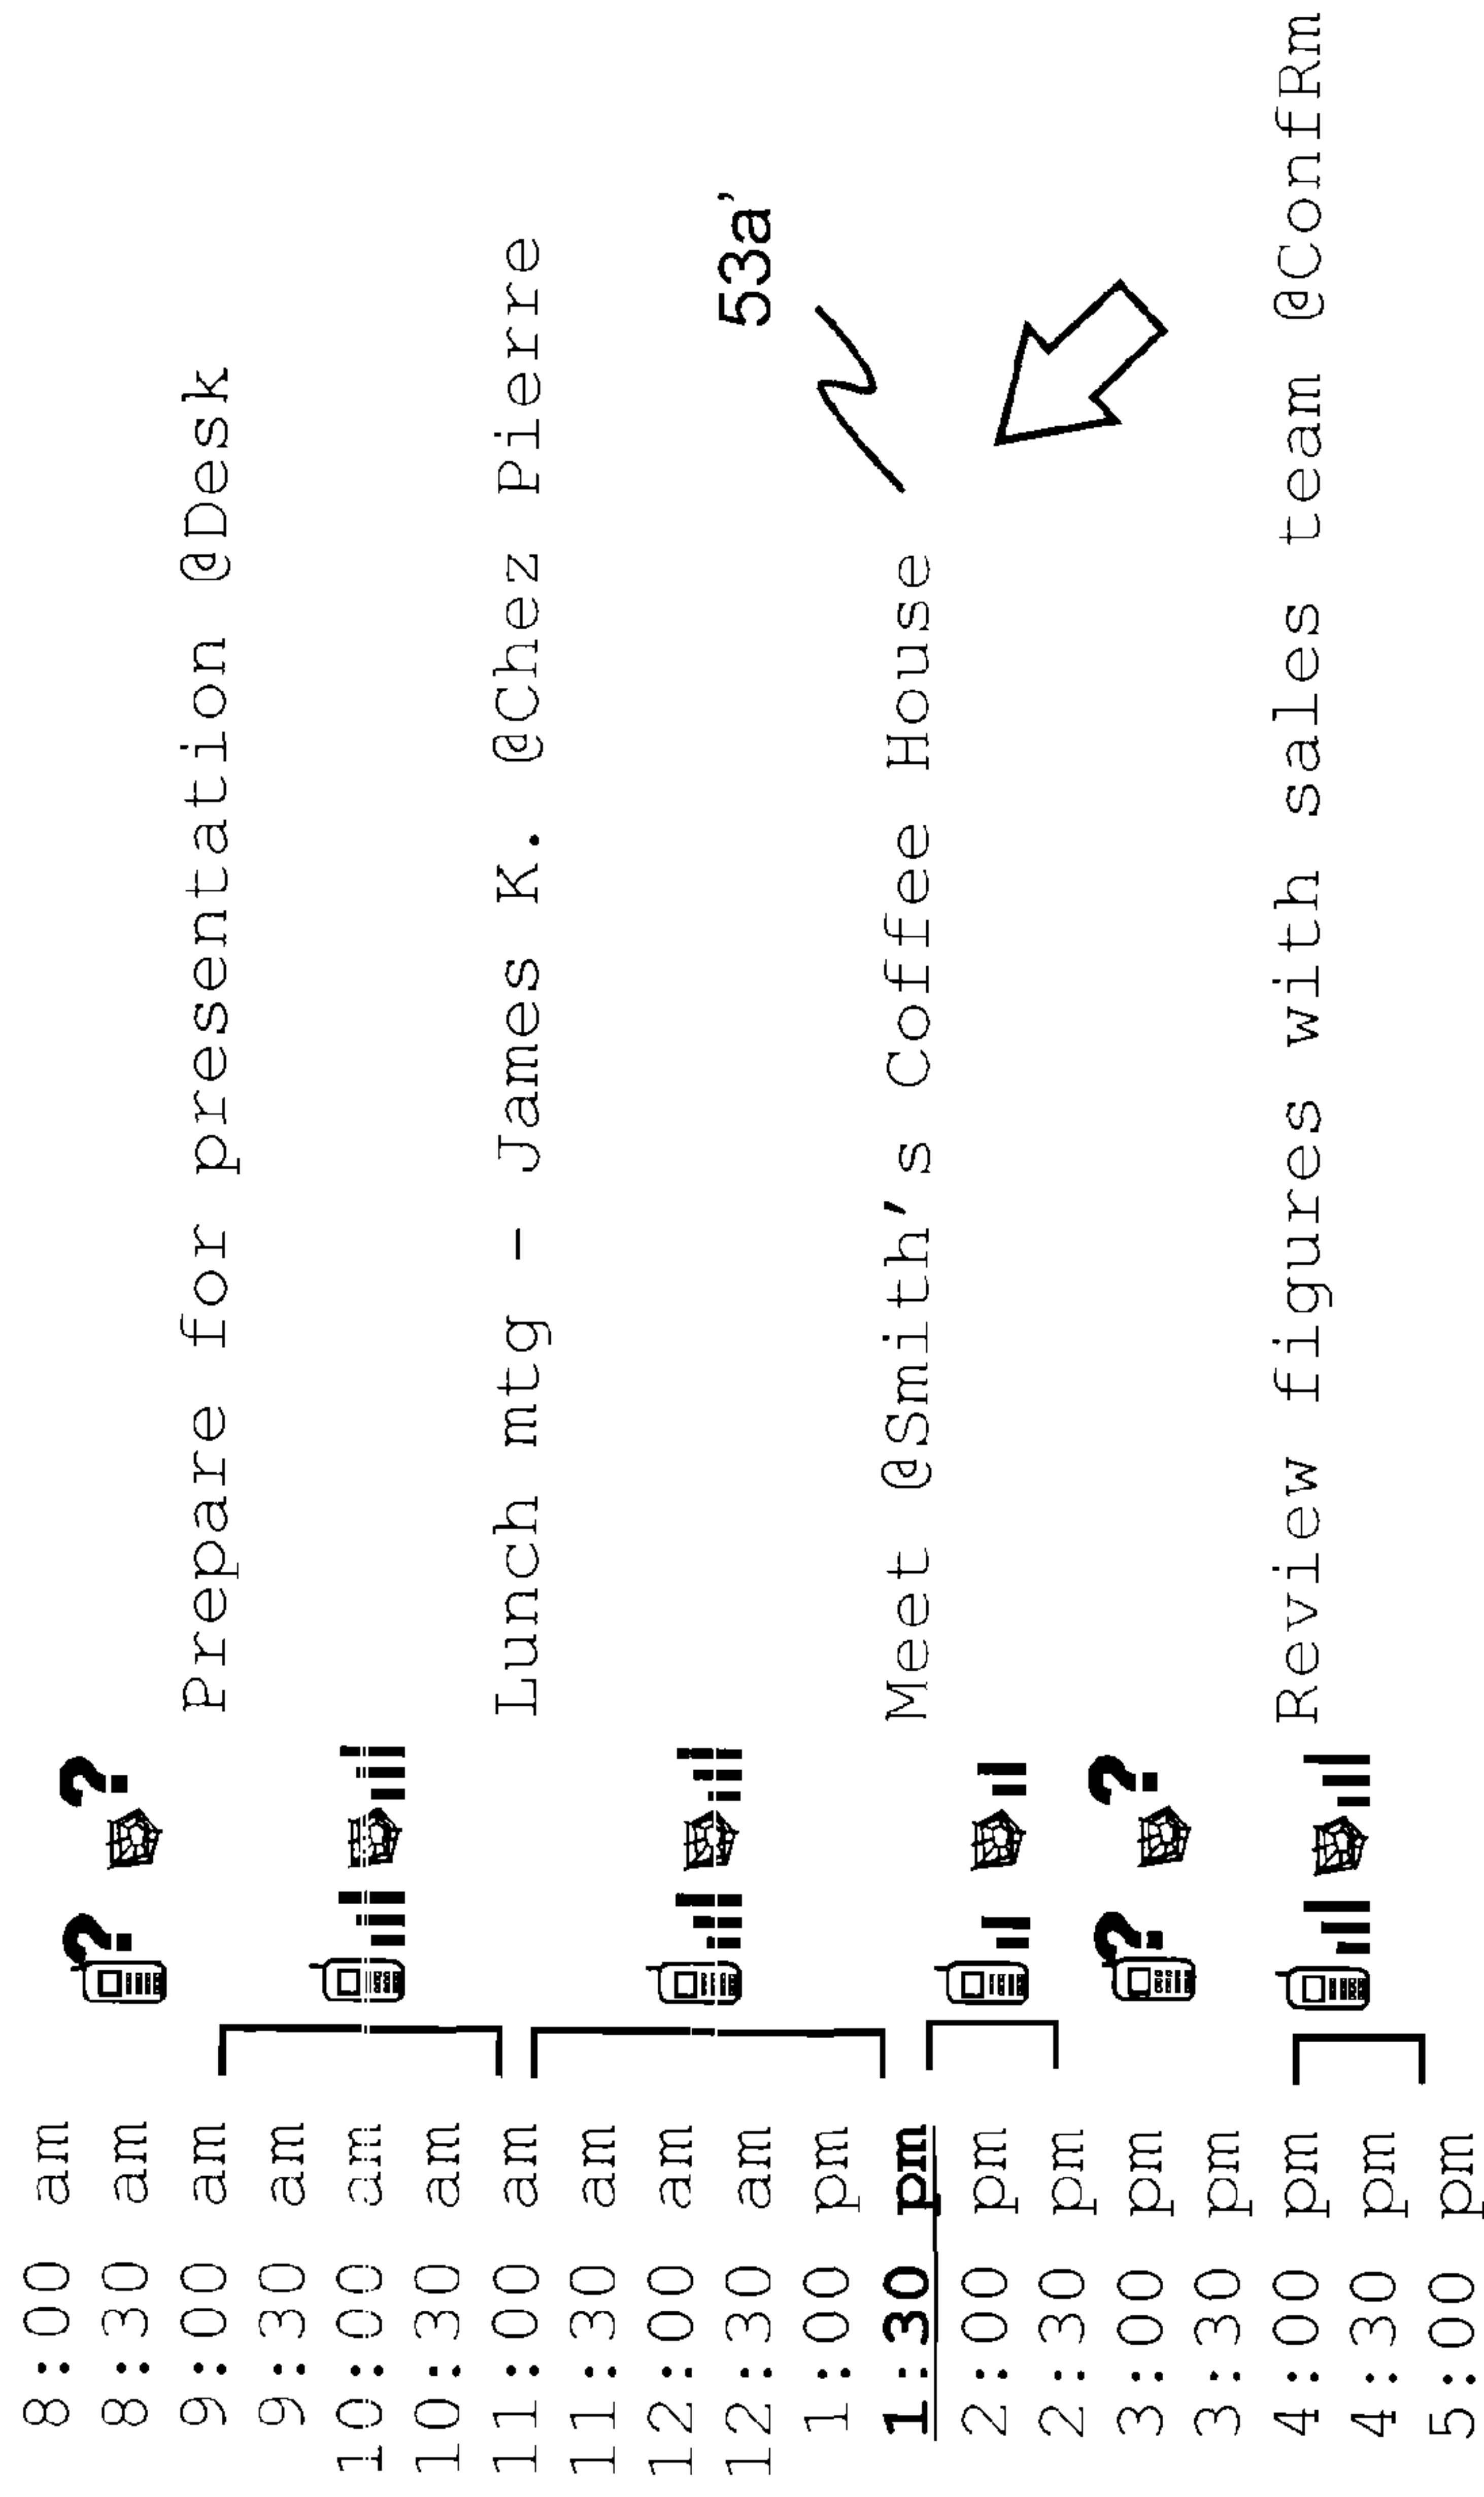 8:00 am
8:30 am ? ?
9:00 am Prepare for presentation @Desk
9:30 am
10:00 am
10:30 am
11:00 am Lunch mtg - James K. @Chez Pierre
11:30 am
12:00 am
12:30 am 53a'
1:00 pm
1:30 pm Meet @Smith's Coffee House
2:00 pm
2:30 pm
3:00 pm ? ?
3:30 pm
4:00 pm Review figures with sales team @ConfRm
4:30 pm
5:00 pm